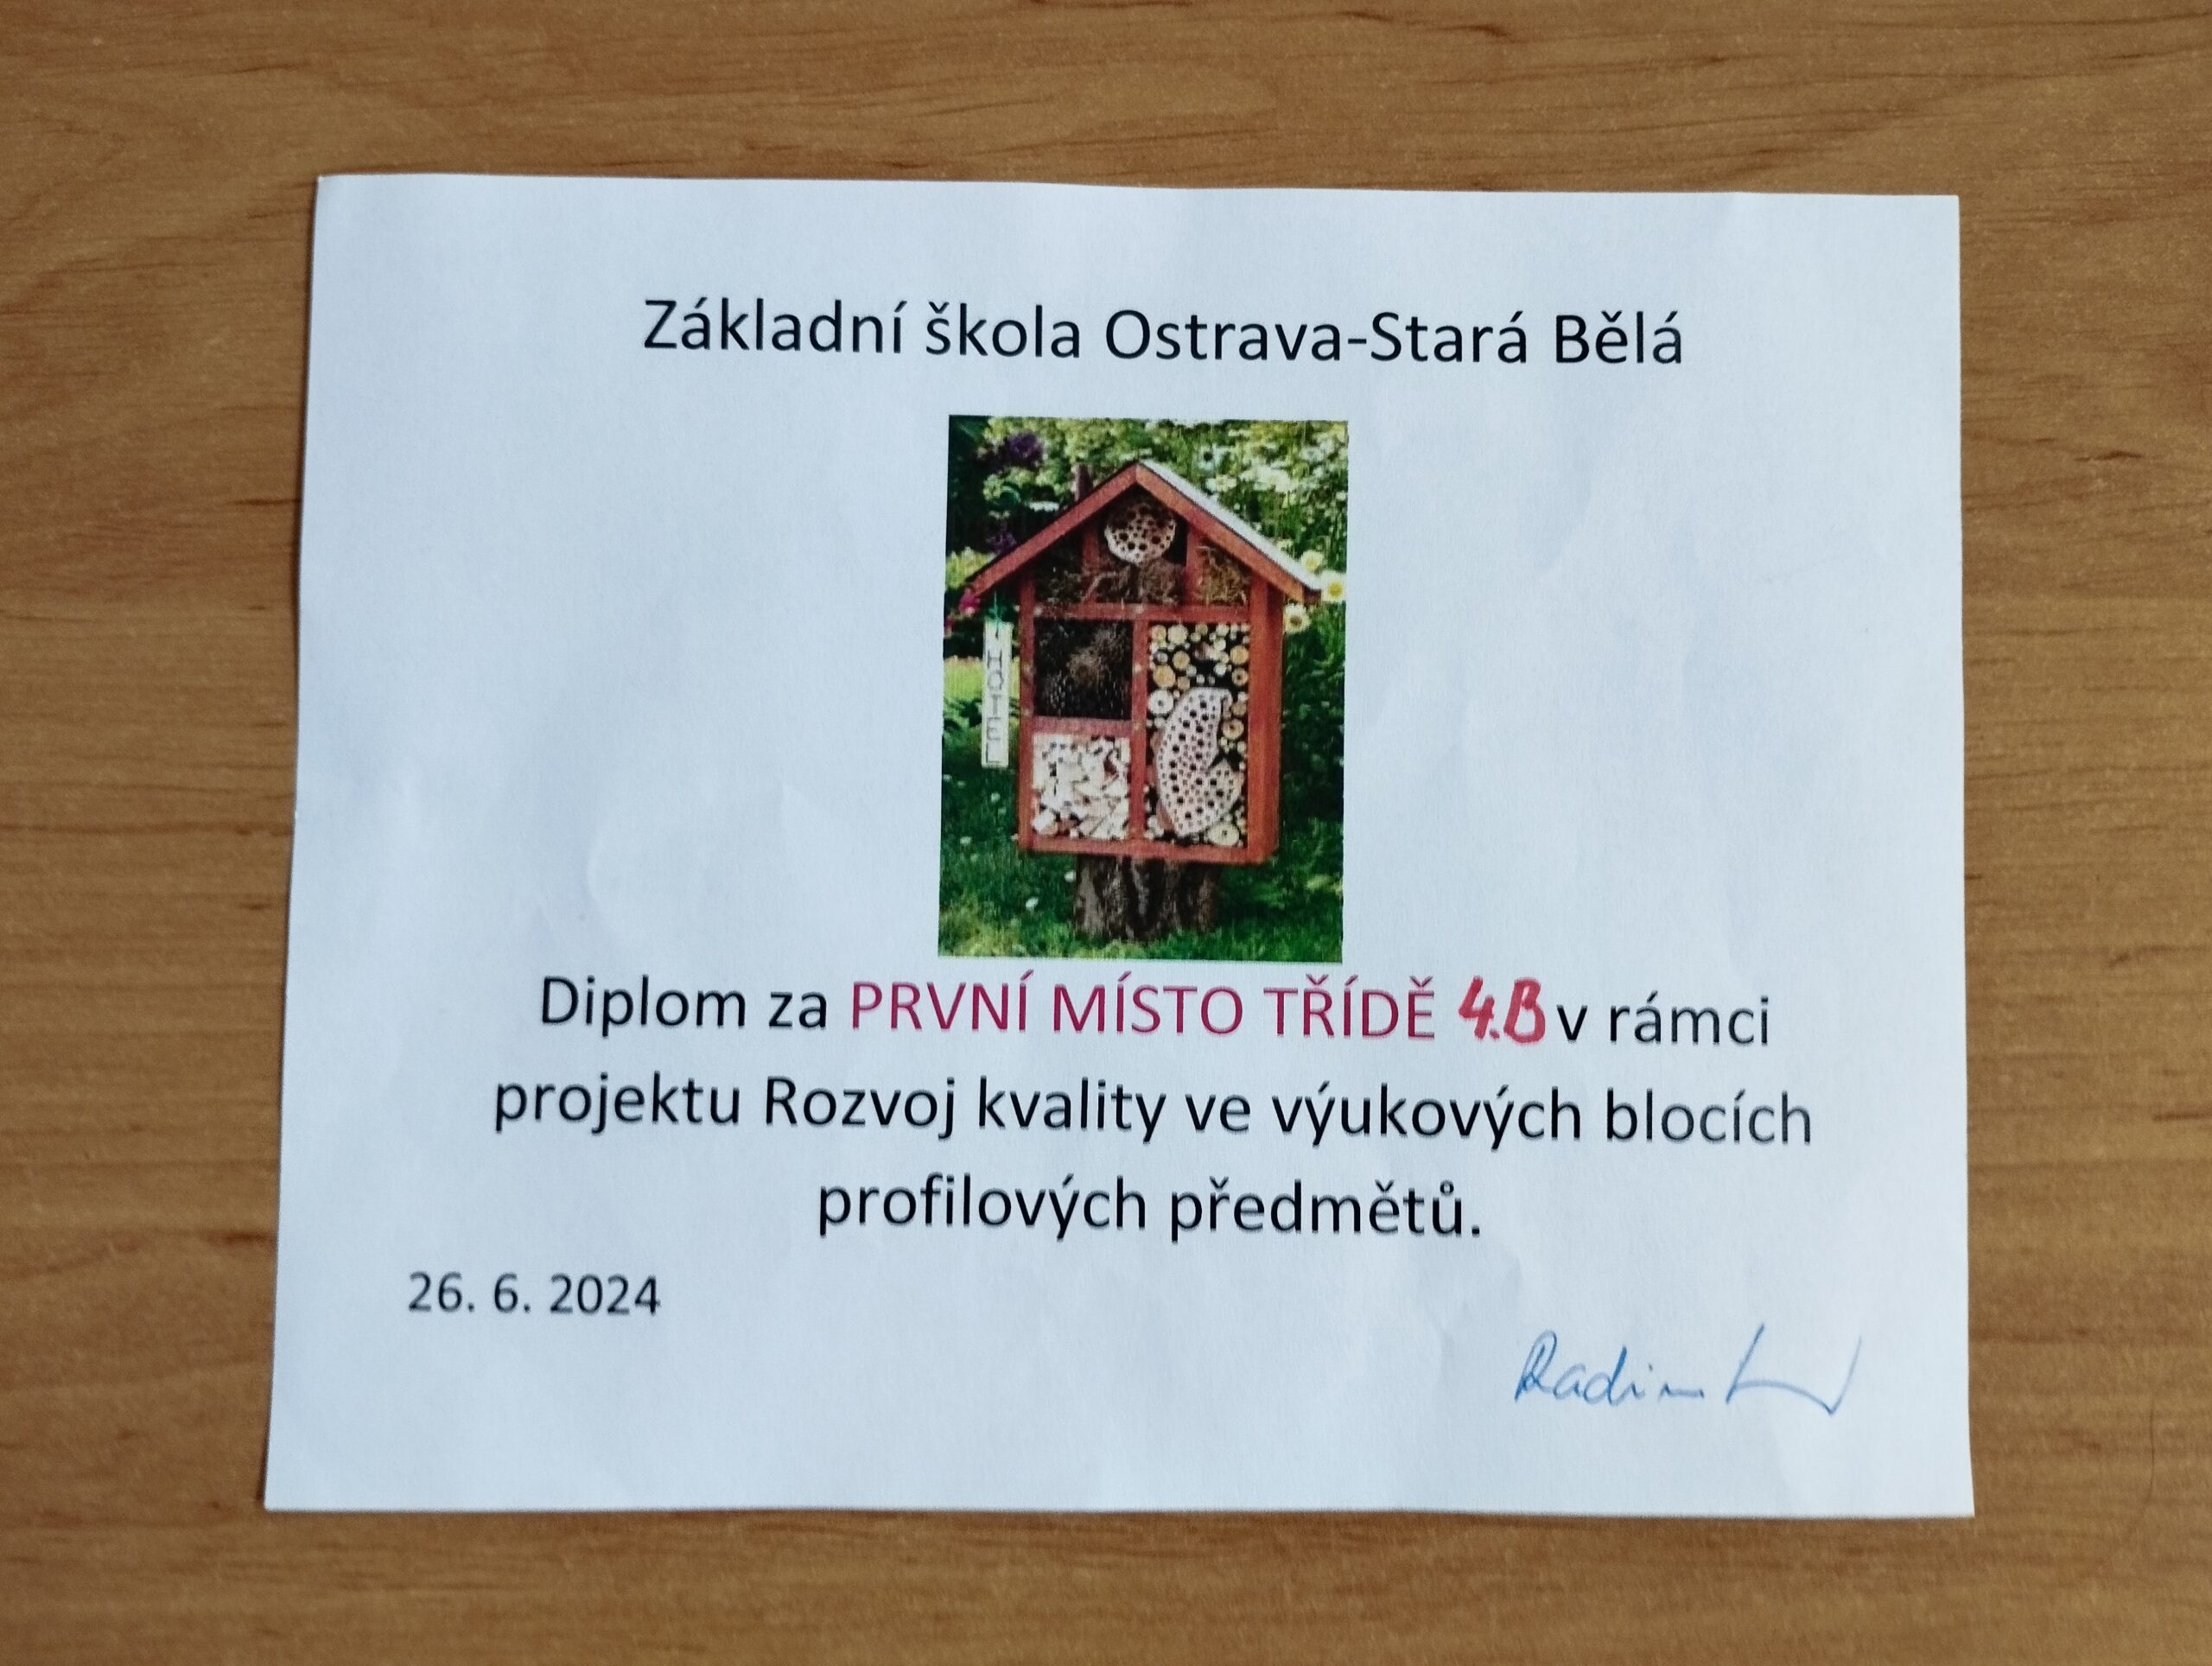 Základní škola Ostrava-Stará Bělá
HOTEL
Diplom za PRVNÍ MÍSTO TŘÍDĚ 4.B v rámci
projektu Rozvoj kvality ve výukových blocích
profilových předmětů.
26. 6. 2024
Radim